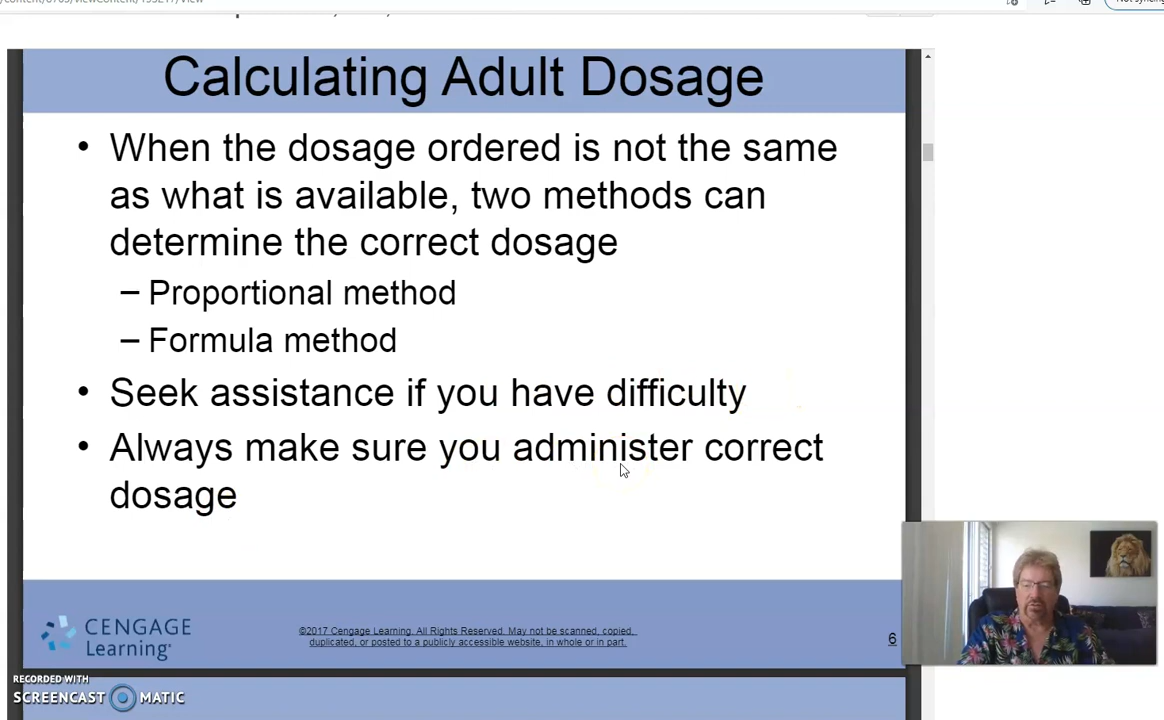 Calculating Adult Dosage
• When the dosage ordered is not the same
as what is available, two methods can
determine the correct dosage
– Proportional method
– Formula method
• Seek assistance if you have difficulty
• Always make sure you administer correct
dosage
CENGAGE
Learning®
©2017 Cengage Learning. All Rights Reserved. May not be scanned, copied,
duplicated, or posted to a publicly accessible website, in whole or in part.
6
RECORDED WITH
SCREENCAST MATIC